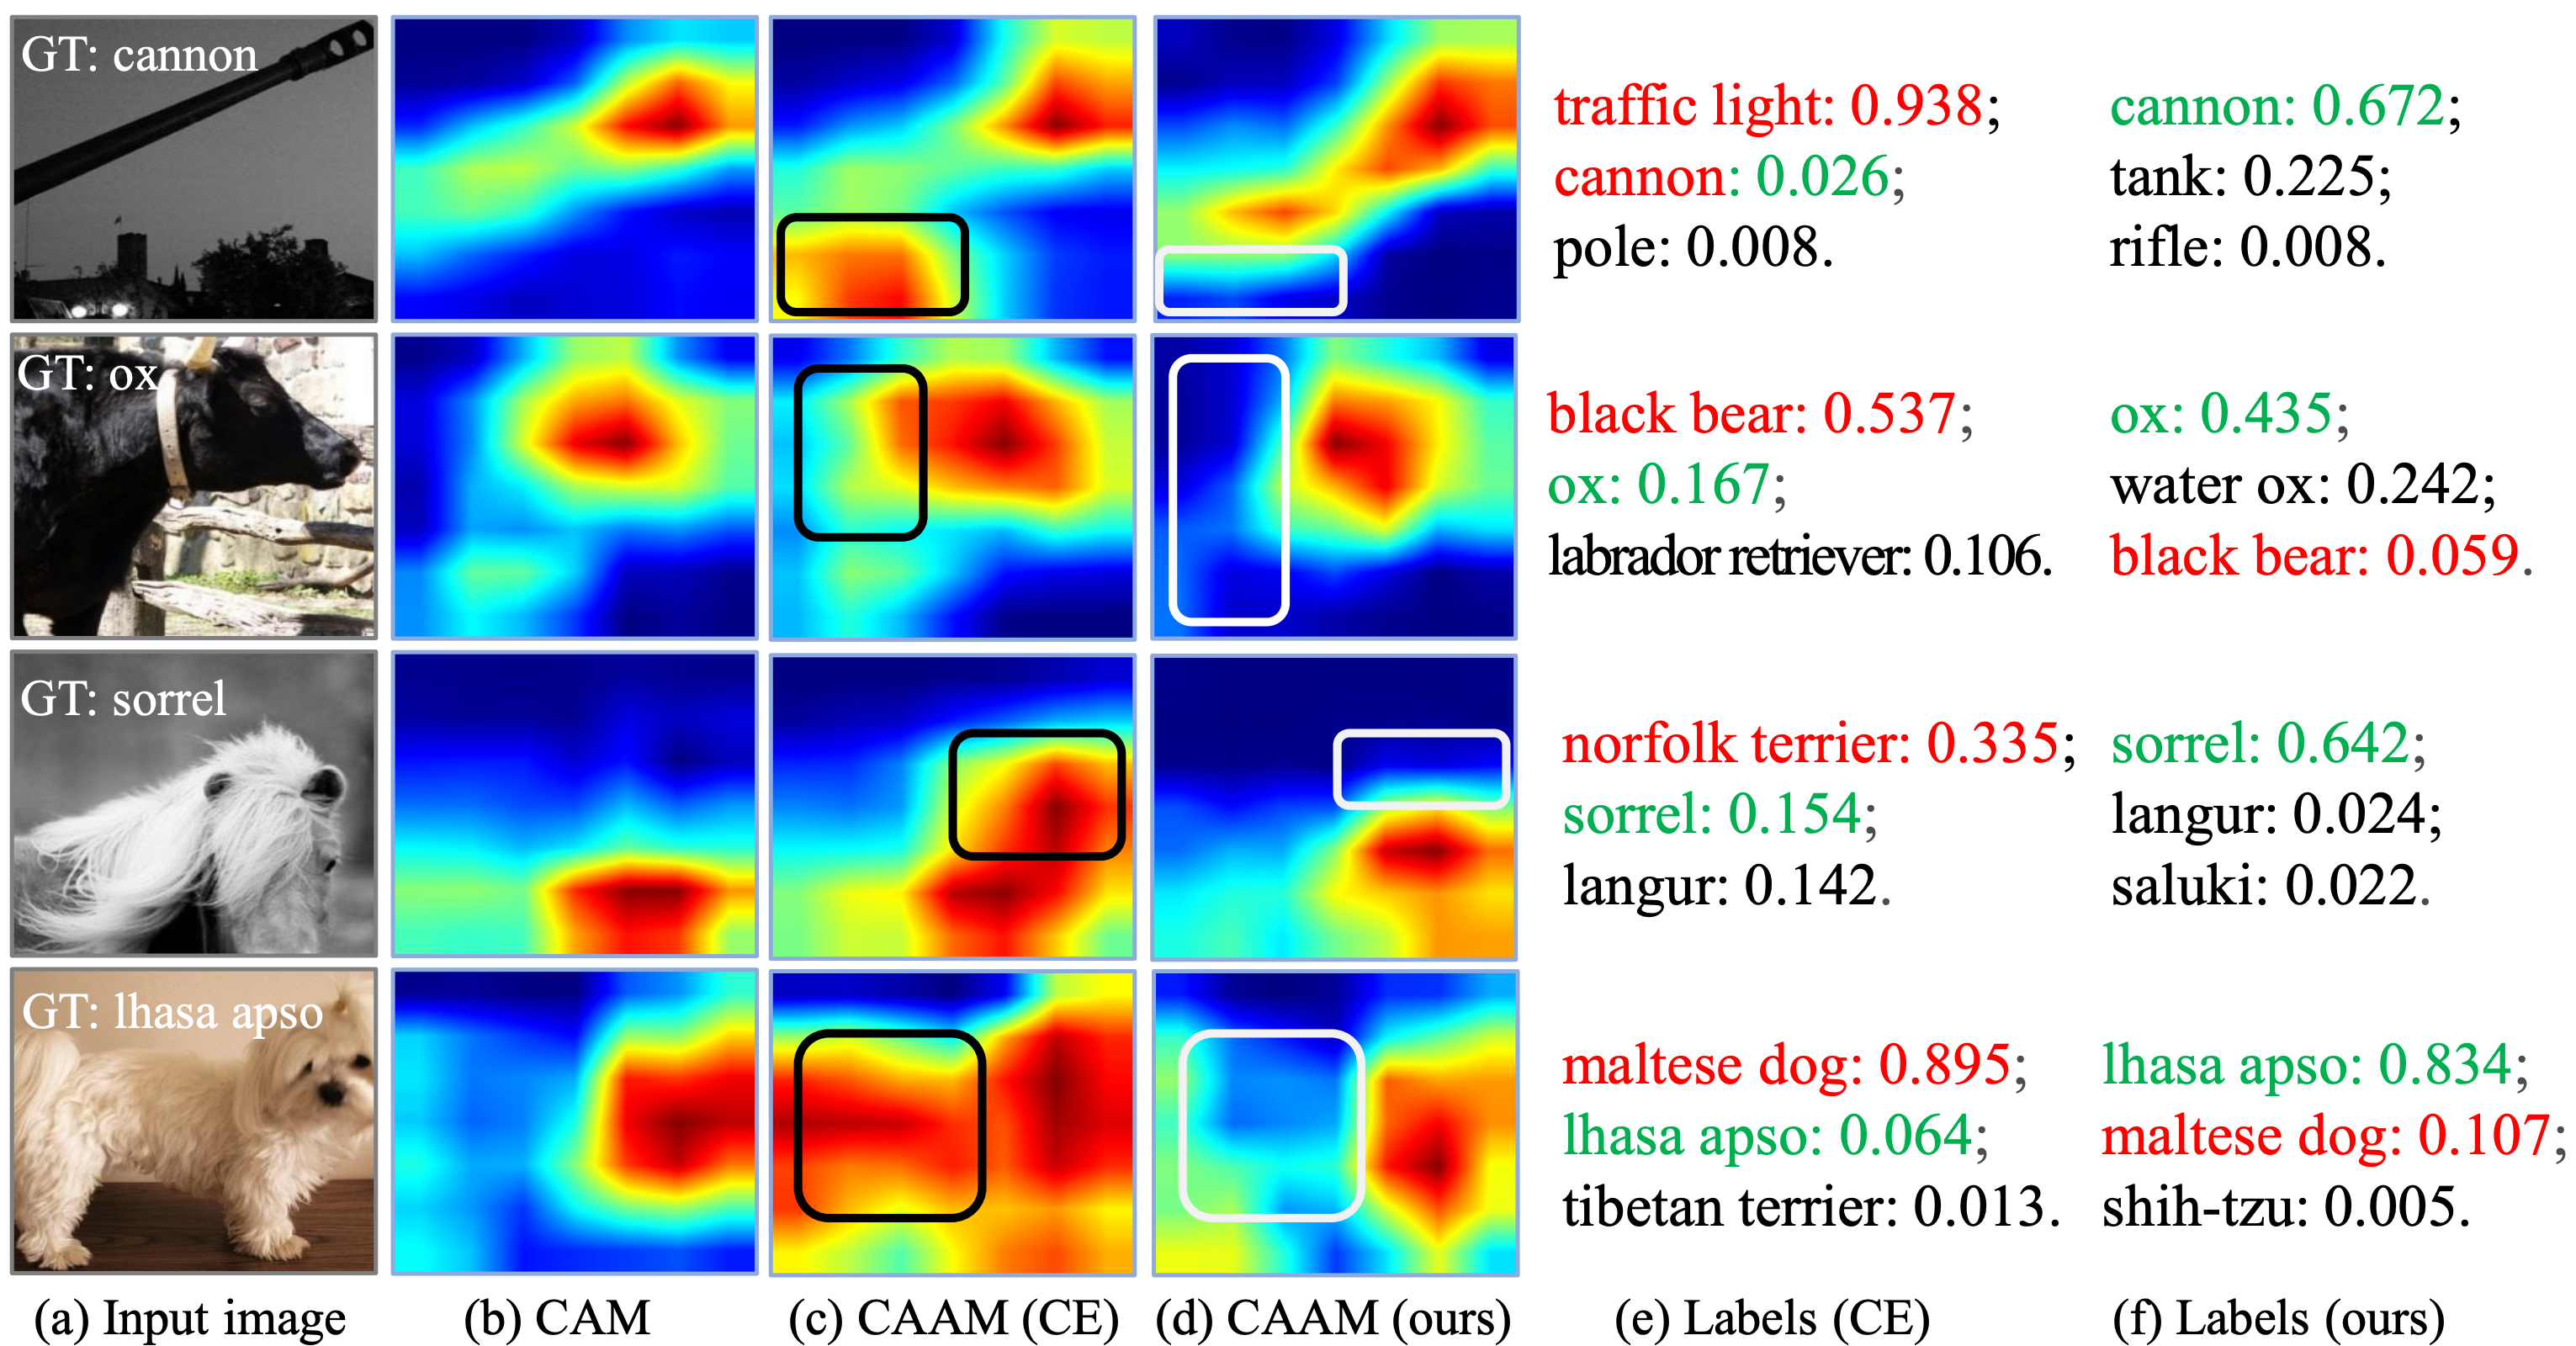 GT: cannon
traffic light: 0.938;
cannon: 0.026;
pole: 0.008.
cannon: 0.672;
tank: 0.225;
rifle: 0.008.
GT: ox
black bear: 0.537;
ox: 0.167;
labrador retriever: 0.106.
ox: 0.435;
water ox: 0.242;
black bear: 0.059.
GT: sorrel
norfolk terrier: 0.335;
sorrel: 0.154;
langur: 0.142.
sorrel: 0.642;
langur: 0.024;
saluki: 0.022.
GT: lhasa apso
maltese dog: 0.895;
lhasa apso: 0.064;
tibetan terrier: 0.013.
lhasa apso: 0.834;
maltese dog: 0.107;
shih-tzu: 0.005.
(a) Input image
(b) CAM
(c) CAAM (CE)
(d) CAAM (ours)
(e) Labels (CE)
(f) Labels (ours)